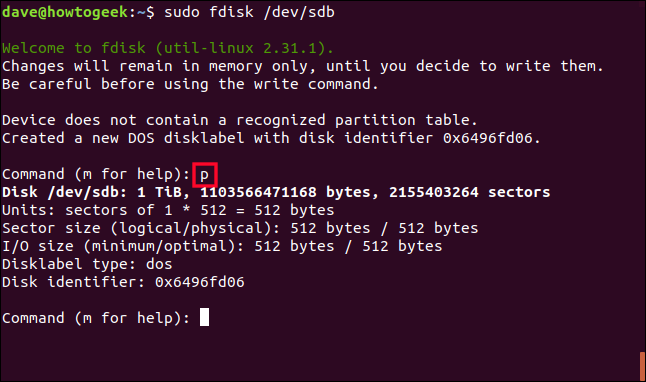 dave@howtogeek:~$ sudo fdisk /dev/sdb
Welcome to fdisk (util-linux 2.31.1).
Changes will remain in memory only, until you decide to write them.
Be careful before using the write command.
Device does not contain a recognized partition table.
Created a new DOS disklabel with disk identifier 0x6496fd06.
Command (m for help): p
Disk /dev/sdb: 1 TiB, 1103566471168 bytes, 2155403264 sectors
Units: sectors of 1 * 512 = 512 bytes
Sector size (logical/physical): 512 bytes / 512 bytes
I/O size (minimum/optimal): 512 bytes / 512 bytes
Disklabel type: dos
Disk identifier: 0x6496fd06
Command (m for help):